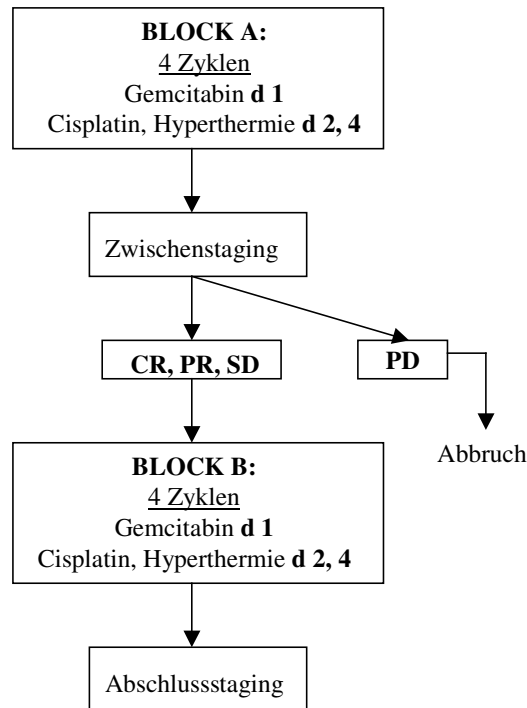 BLOCK A:
4 Zyklen
Gemcitabin d 1
Cisplatin, Hyperthermie d 2, 4
Zwischenstaging
CR, PR, SD
PD
Abbruch
BLOCK B:
4 Zyklen
Gemcitabin d 1
Cisplatin, Hyperthermie d 2, 4
Abschlussstaging